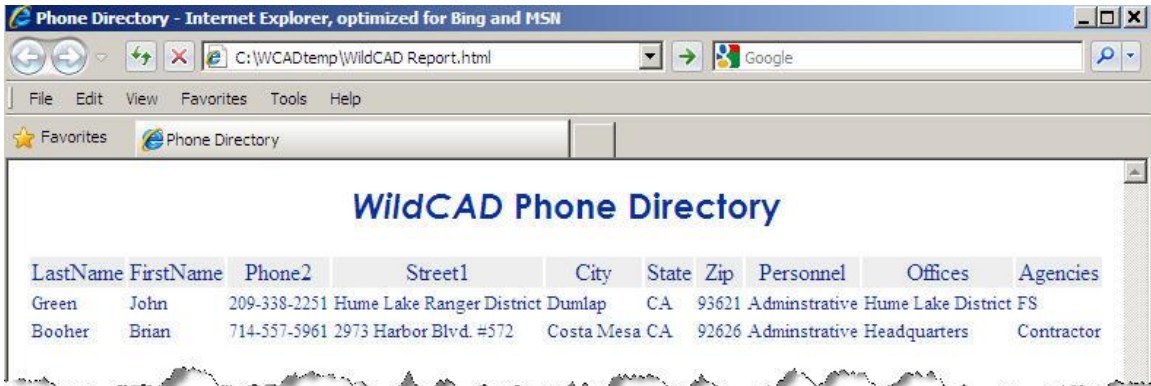 Phone Directory - Internet Explorer, optimized for Bing and MSN
C:\WCADtemp\WildCAD Report.html Google
File Edit View Favorites Tools Help
Favorites Phone Directory
WildCAD Phone Directory
LastName FirstName Phone2 Street1 City State Zip Personnel Offices Agencies
Green John 209-338-2251 Hume Lake Ranger District Dumlap CA 93621 Adminstrative Hume Lake District FS
Booher Brian 714-557-5961 2973 Harbor Blvd. #572 Costa Mesa CA 92626 Adminstrative Headquarters Contractor